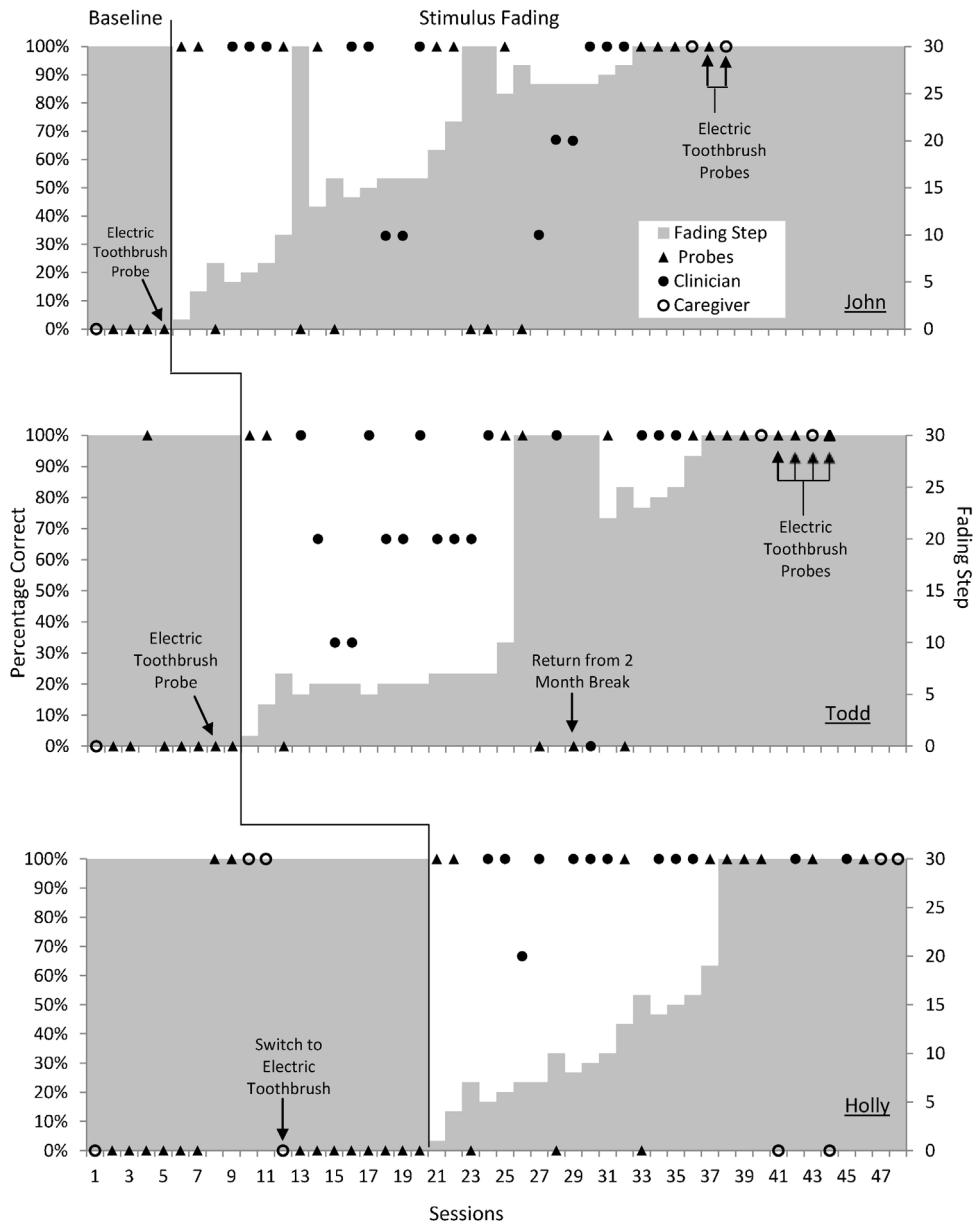 Baseline
Stimulus Fading
100%
90%
80%
70%
60%
50%
40%
30%
20%
10%
0%
30
25
20
15
10
5
0
Electric
Toothbrush
Probe
Electric
Toothbrush
Probes
Fading Step
Probes
Clinician
Caregiver
John
Percentage Correct
100%
90%
80%
70%
60%
50%
40%
30%
20%
10%
0%
30
25
20
15
10
5
0
Fading Step
Electric
Toothbrush
Probe
Return from 2
Month Break
Electric
Toothbrush
Probes
Todd
100%
90%
80%
70%
60%
50%
40%
30%
20%
10%
0%
30
25
20
15
10
5
0
Switch to
Electric
Toothbrush
Holly
1 3 5 7 9 11 13 15 17 19 21 23 25 27 29 31 33 35 37 39 41 43 45 47
Sessions